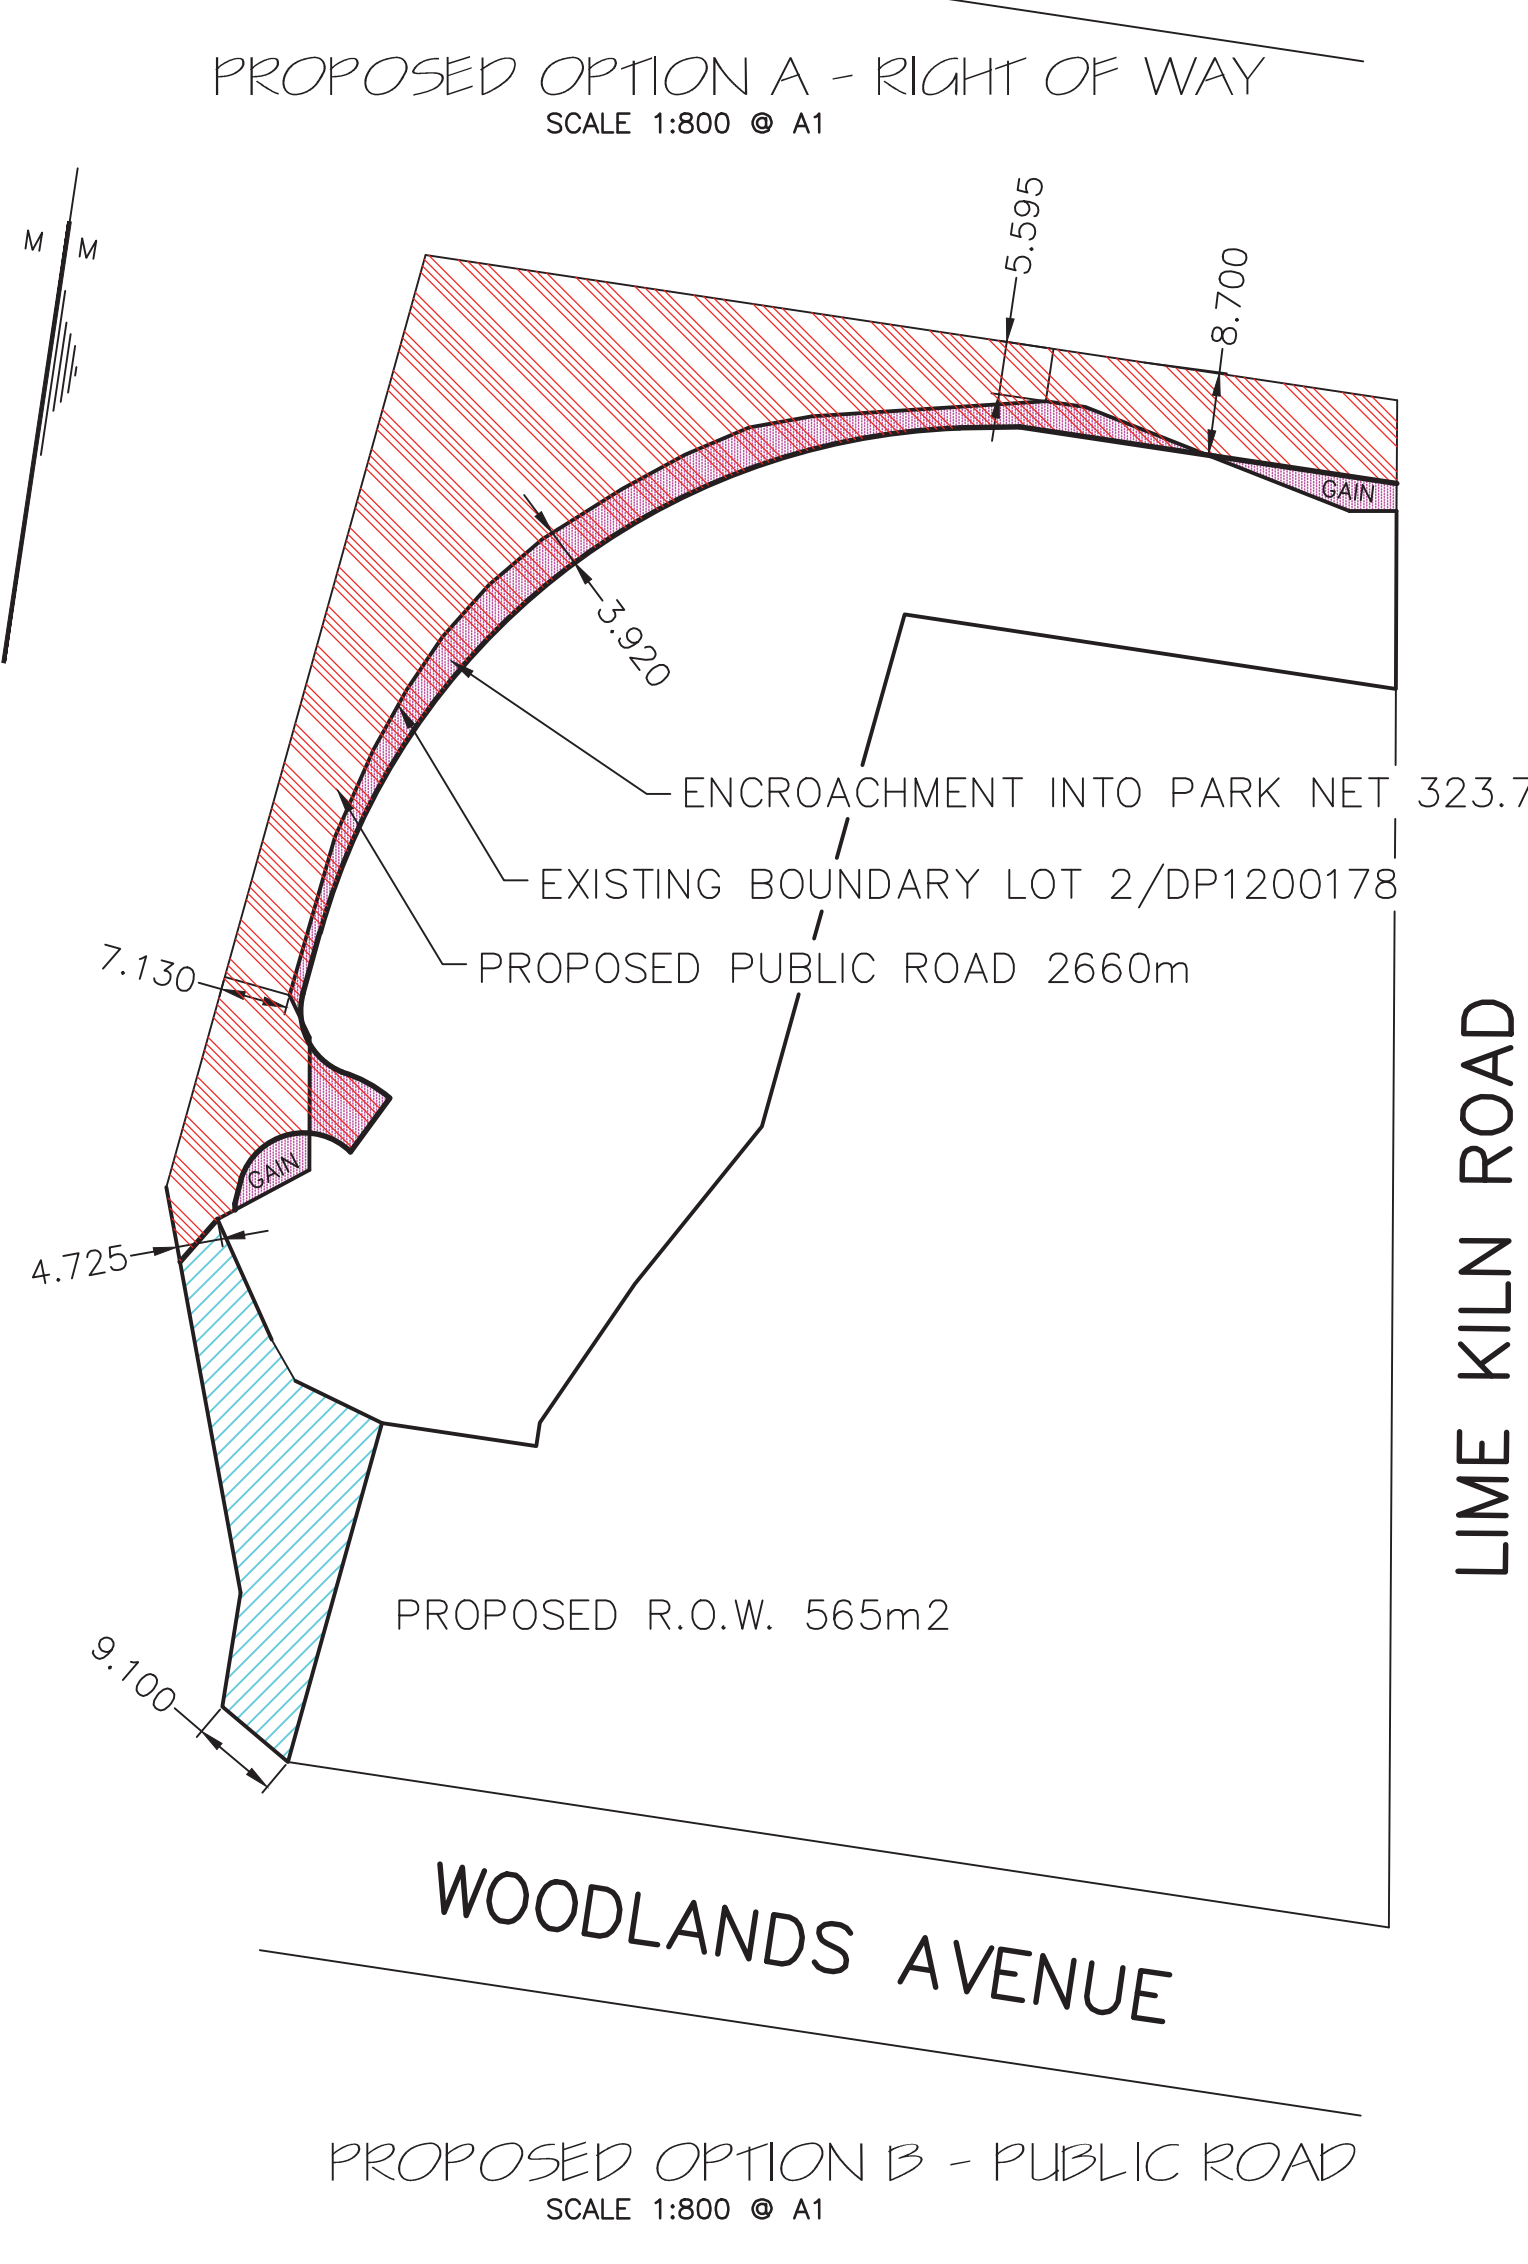 PROPOSED OPTION A - RIGHT OF WAY
SCALE 1:800 @ A1
M M
5.595
8.700
GAIN
3.920
ENCROACHMENT INTO PARK NET 323.7
EXISTING BOUNDARY LOT 2/DP1200178
PROPOSED PUBLIC ROAD 2660m
7.130
GAIN
4.725
LIME KILN ROAD
PROPOSED R.O.W. 565m2
9.100
WOODLANDS AVENUE
PROPOSED OPTION B - PUBLIC ROAD
SCALE 1:800 @ A1